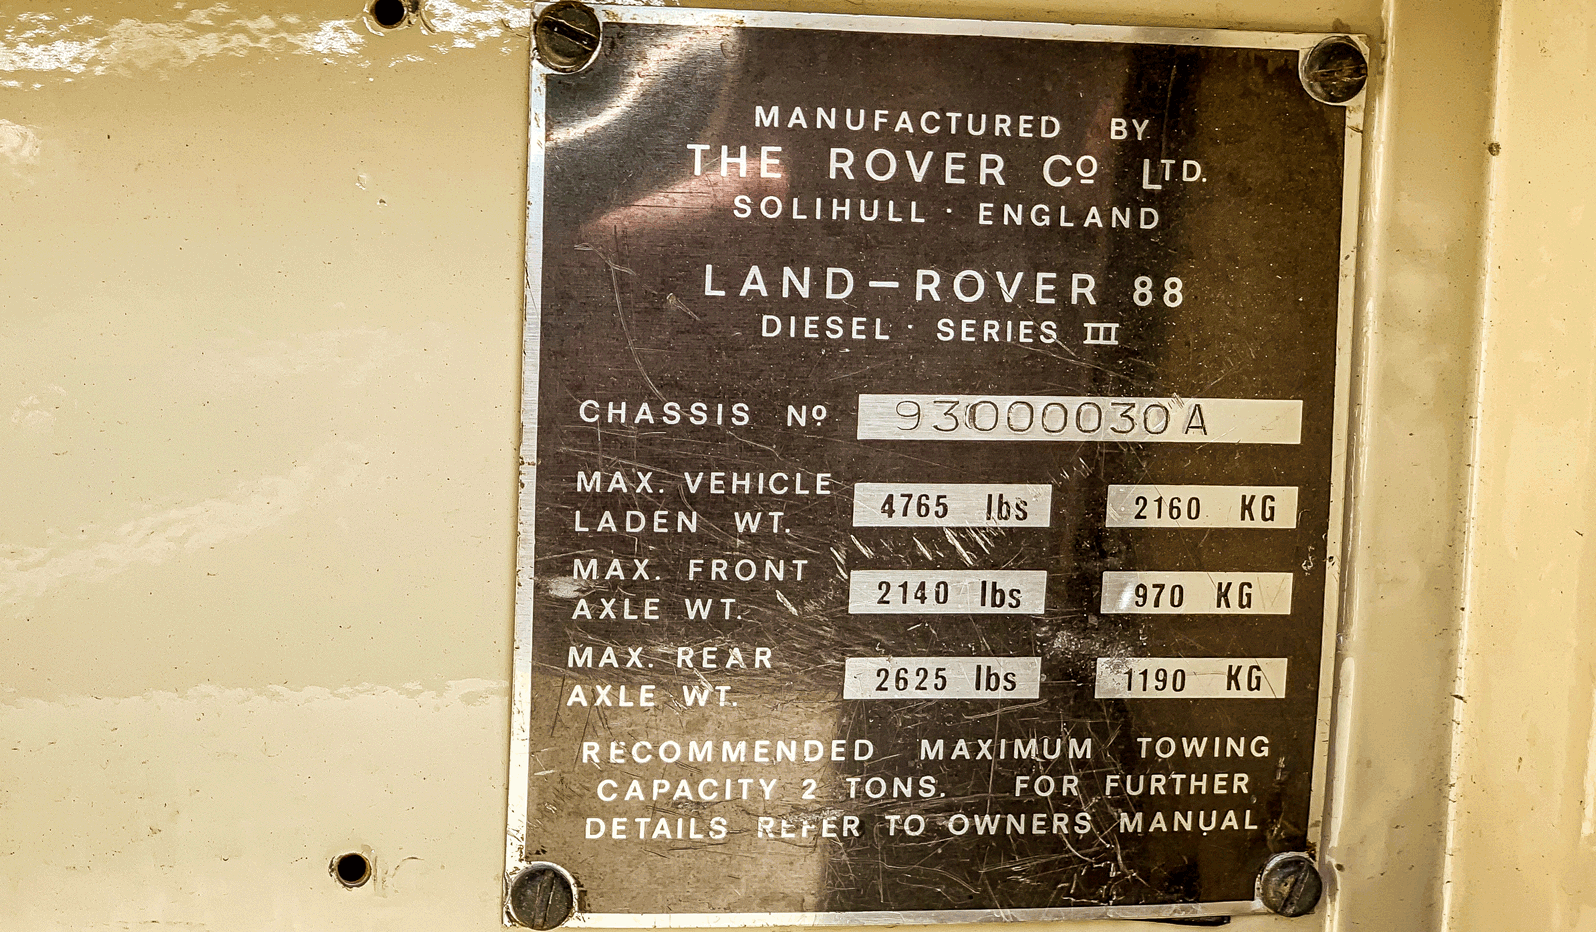 MANUFACTURED BY
THE ROVER Cº LTD.
SOLIHULL · ENGLAND
LAND-ROVER 88
DIESEL · SERIES III
CHASSIS Nº 93000030A
MAX. VEHICLE
LADEN WT. 4765 lbs 2160 KG
MAX. FRONT
AXLE WT. 2140 lbs 970 KG
MAX. REAR
AXLE WT. 2625 lbs 1190 KG
RECOMMENDED MAXIMUM TOWING
CAPACITY 2 TONS. FOR FURTHER
DETAILS REFER TO OWNERS MANUAL